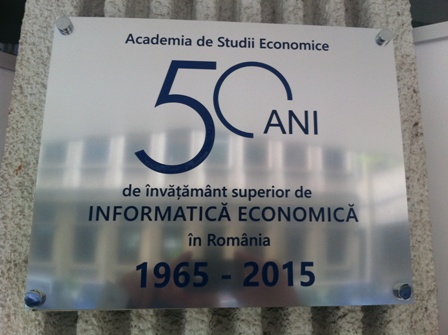 Academia de Studii Economice
50 ANI
de învățământ superior de
INFORMATICĂ ECONOMICĂ
în România
1965 - 2015